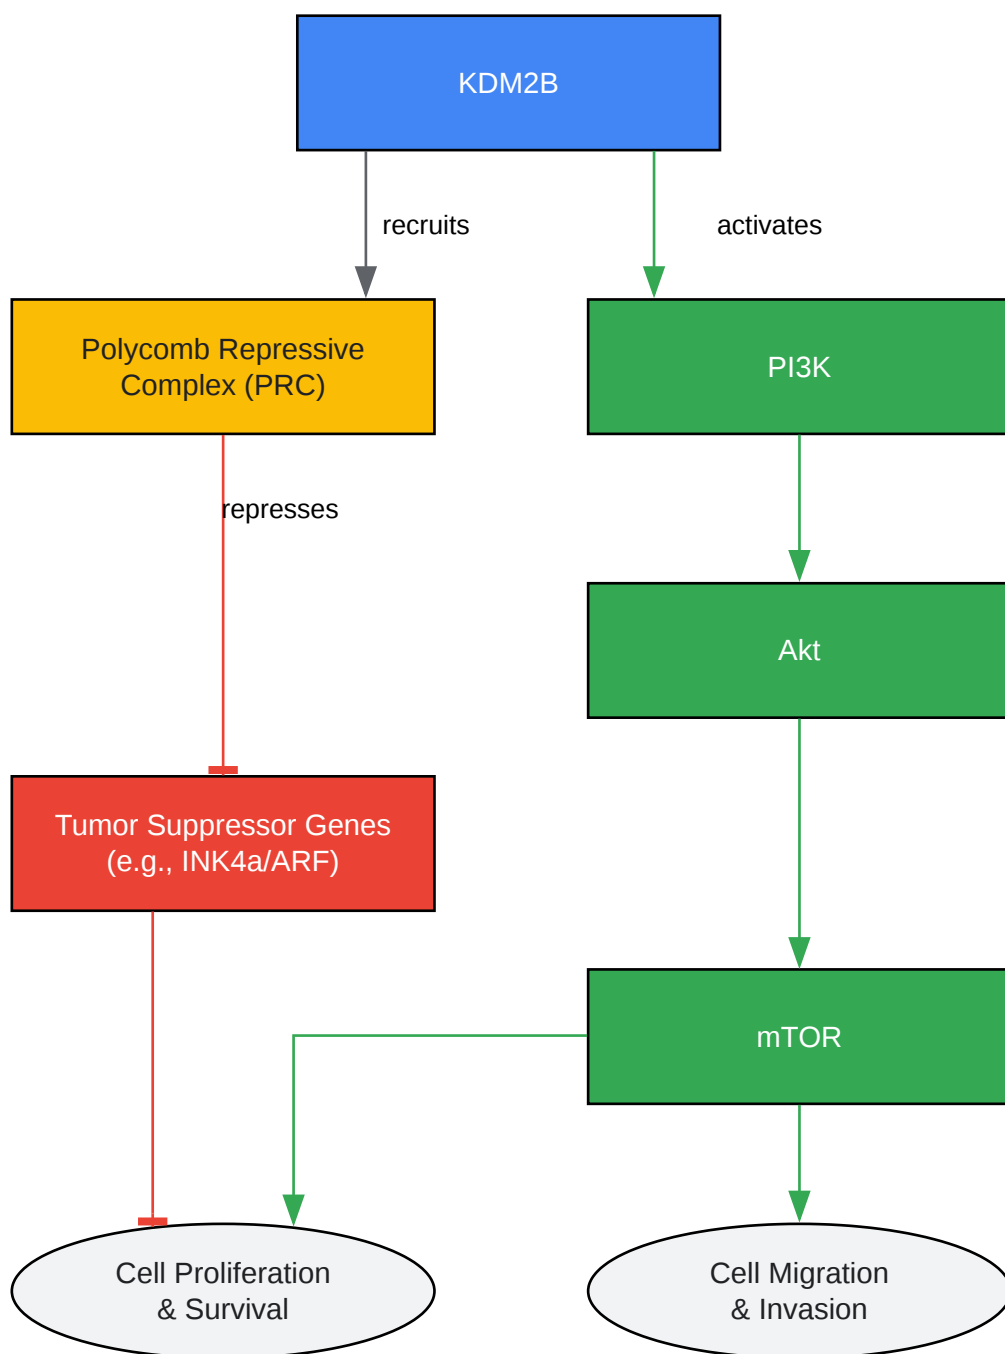 KDM2B
recruits
activates
Polycomb Repressive
Complex (PRC)
PI3K
represses
Akt
Tumor Suppressor Genes
(e.g., INK4a/ARF)
mTOR
Cell Proliferation
& Survival
Cell Migration
& Invasion